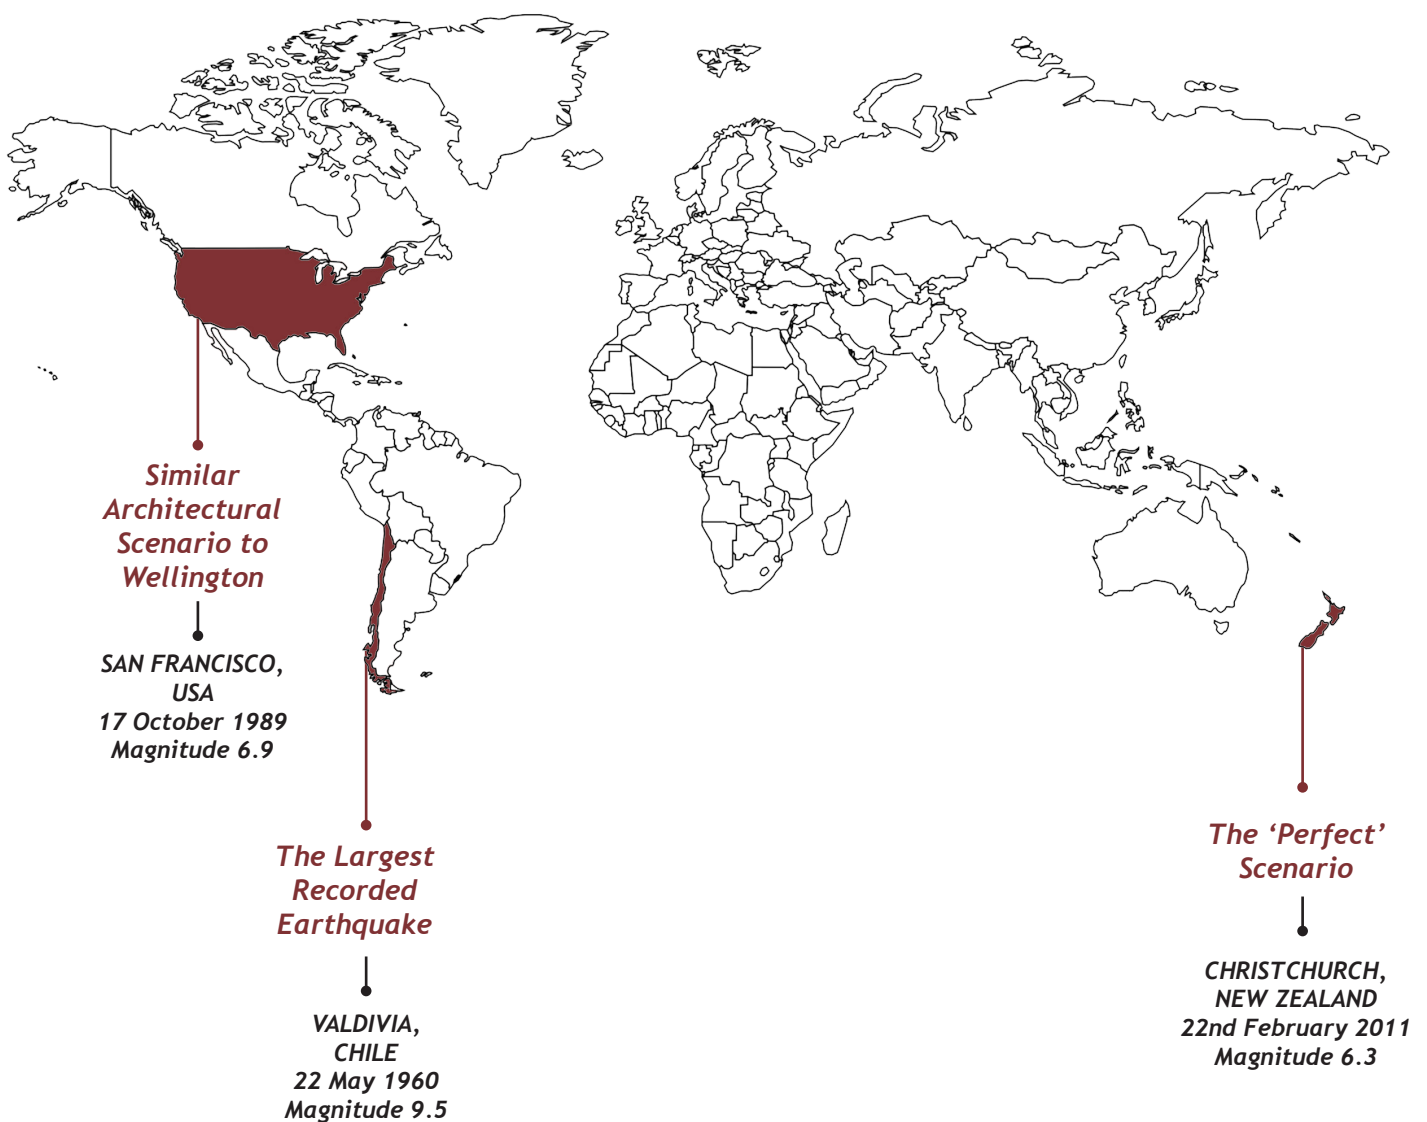 Similar
Architectural
Scenario to
Wellington
SAN FRANCISCO,
USA
17 October 1989
Magnitude 6.9
The Largest
Recorded
Earthquake
VALDIVIA,
CHILE
22 May 1960
Magnitude 9.5
The ‘Perfect’
Scenario
CHRISTCHURCH,
NEW ZEALAND
22nd February 2011
Magnitude 6.3